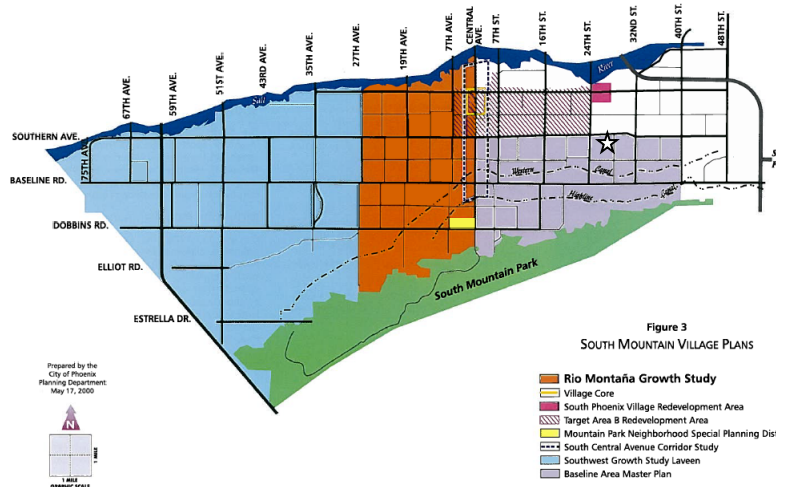 67TH AVE.
59TH AVE.
51ST AVE.
43RD AVE.
35TH AVE.
27TH AVE.
19TH AVE.
7TH AVE.
CENTRAL
AVE.
7TH ST.
16TH ST.
24TH ST.
32ND ST.
40TH ST.
48TH ST.
Salt
River
SOUTHERN AVE.
75TH AVE.
BASELINE RD.
DOBBINS RD.
ELLIOT RD.
ESTRELLA DR.
Western
Canal
Highline
Canal
South Mountain Park
Prepared by the
City of Phoenix
Planning Department
May 17, 2000
N
1 MILE
1 MILE
GRAPHIC SCALE
Figure 3
SOUTH MOUNTAIN VILLAGE PLANS
Rio Montaña Growth Study
Village Core
South Phoenix Village Redevelopment Area
Target Area B Redevelopment Area
Mountain Park Neighborhood Special Planning Dist
South Central Avenue Corridor Study
Southwest Growth Study Laveen
Baseline Area Master Plan